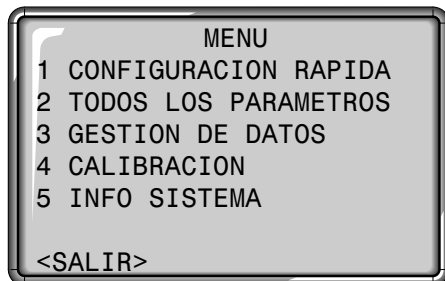 MENU
1 CONFIGURACION RAPIDA
2 TODOS LOS PARAMETROS
3 GESTION DE DATOS
4 CALIBRACION
5 INFO SISTEMA
<SALIR>